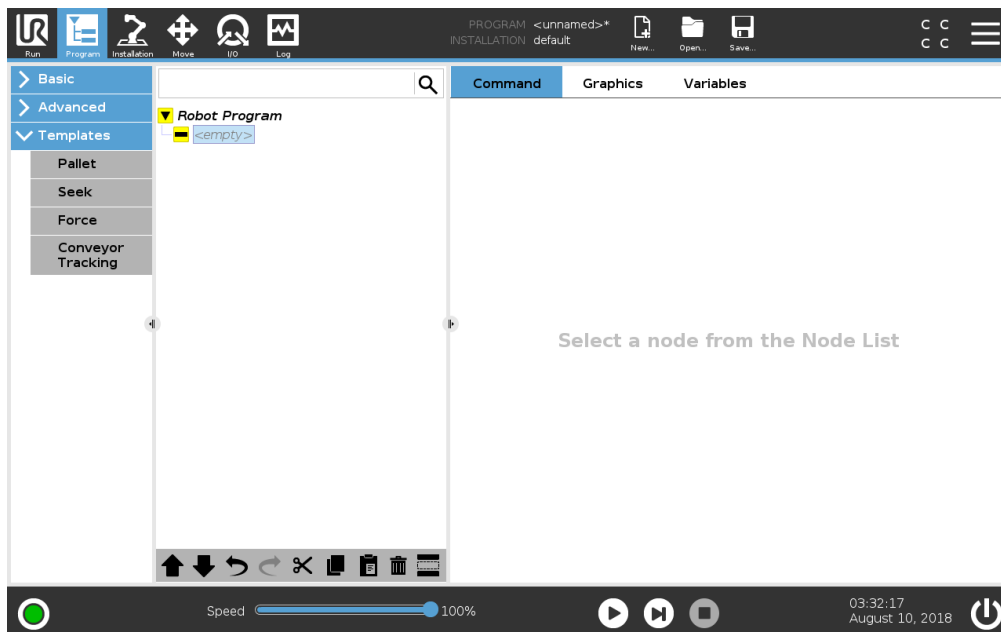 PROGRAM <unnamed>*
INSTALLATION default
UR
Run
Program
Installation
Move
I/O
Log
New...
Open...
Save...
C C
C C
Basic
Advanced
Templates
Pallet
Seek
Force
Conveyor
Tracking
Robot Program
<empty>
Command Graphics Variables
Select a node from the Node List
Speed 100%
03:32:17
August 10, 2018